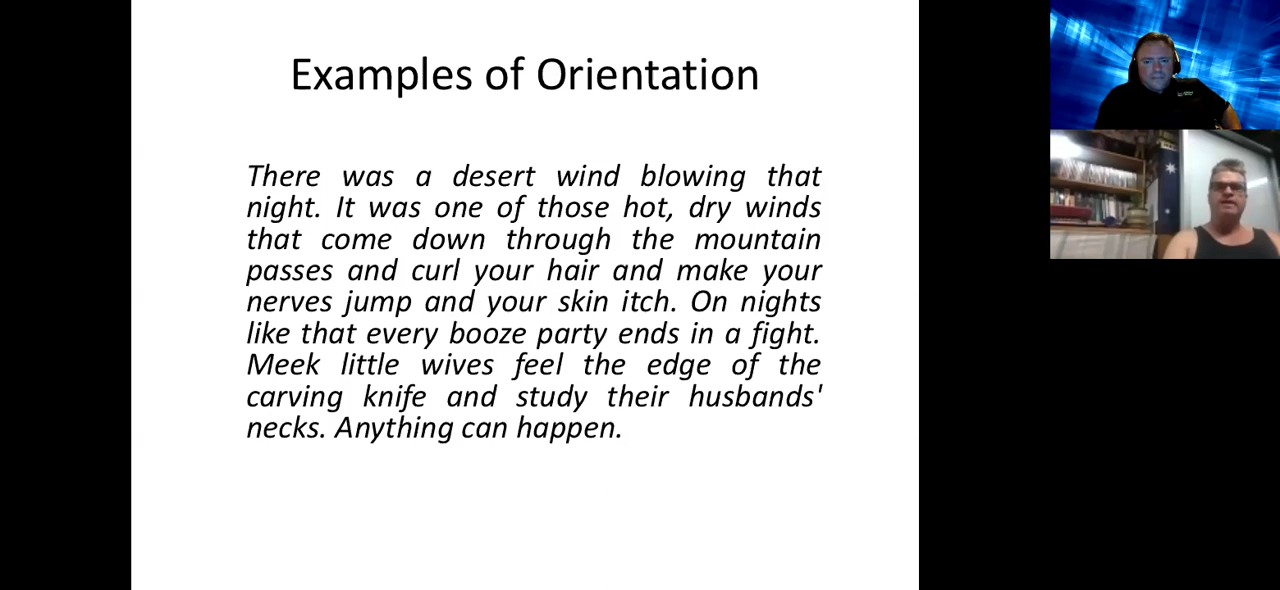 Examples of Orientation
There was a desert wind blowing that
night. It was one of those hot, dry winds
that come down through the mountain
passes and curl your hair and make your
nerves jump and your skin itch. On nights
like that every booze party ends in a fight.
Meek little wives feel the edge of the
carving knife and study their husbands'
necks. Anything can happen.